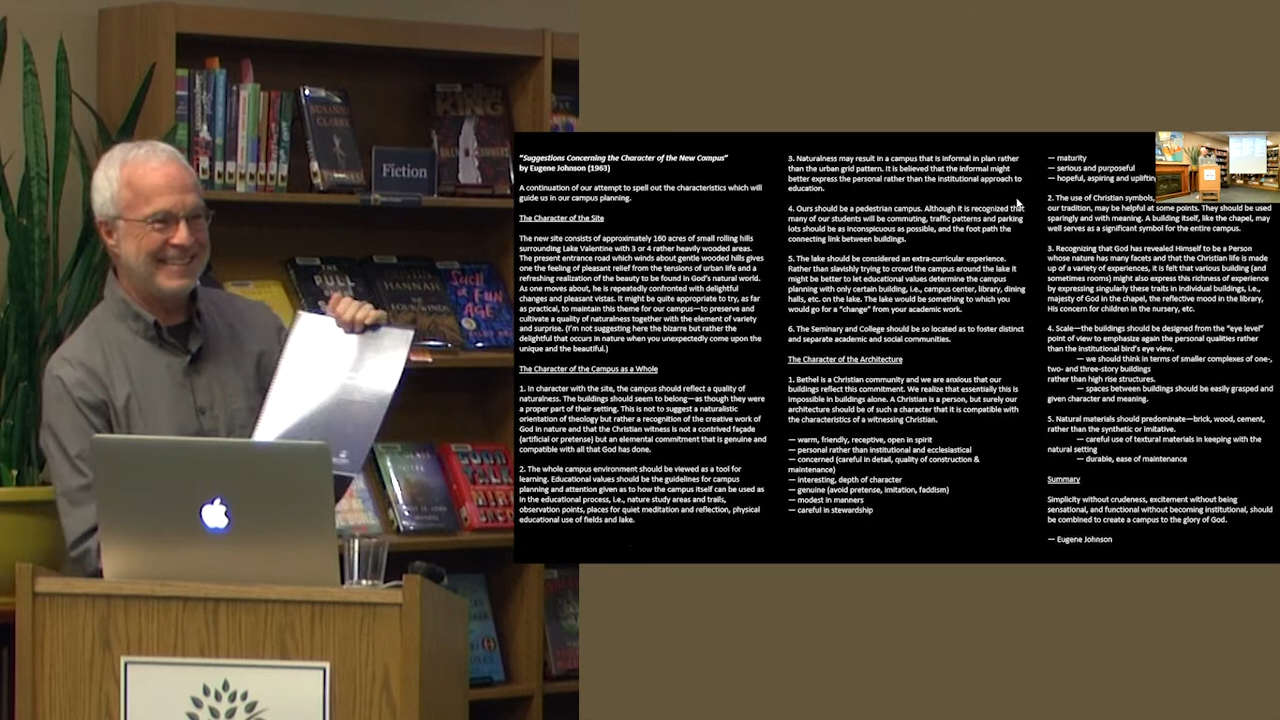 SUSANNA
CLARKE
KING
BILLY SUMMERS
Fiction
THE
PULL
HANNAH
THE
FOUR WINDS
SUCH
A FUN
AGE
"Suggestions Concerning the Character of the New Campus"
by Eugene Johnson (1963)
A continuation of our attempt to spell out the characteristics which will
guide us in our campus planning.
The Character of the Site
The new site consists of approximately 160 acres of small rolling hills
surrounding Lake Valentine with 3 or 4 rather heavily wooded areas.
The present entrance road which winds about gentle wooded hills gives
one the feeling of pleasant relief from the tensions of urban life and a
refreshing realization of the beauty to be found in God's natural world.
As one moves about, he is repeatedly confronted with delightful
changes and pleasant vistas. It might be quite appropriate to try, as far
as practical, to maintain this theme for our campus—to preserve and
cultivate a quality of naturalness together with the element of variety
and surprise. (I'm not suggesting here the bizarre but rather the
delightful that occurs in nature when you unexpectedly come upon the
unique and the beautiful.)
The Character of the Campus as a Whole
1. In character with the site, the campus should reflect a quality of
naturalness. The buildings should seem to belong—as though they were
a proper part of their setting. This is not to suggest a naturalistic
orientation of theology but rather a recognition of the creative work of
God in nature and that the Christian witness is not a contrived façade
(artificial or pretense) but an elemental commitment that is genuine and
compatible with all that God has done.
2. The whole campus environment should be viewed as a tool for
learning. Educational values should be the guidelines for campus
planning and attention given as to how the campus itself can be used as
in the educational process, i.e., nature study areas and trails,
observation points, places for quiet meditation and reflection, physical
educational use of fields and lake.
3. Naturalness may result in a campus that is informal in plan rather
than the urban grid pattern. It is believed that the informal might
better express the personal rather than the institutional approach to
education.
4. Ours should be a pedestrian campus. Although it is recognized that
many of our students will be commuting, traffic patterns and parking
lots should be as inconspicuous as possible, and the foot path the
connecting link between buildings.
5. The lake should be considered an extra-curricular experience.
Rather than slavishly trying to crowd the campus around the lake it
might be better to let educational values determine the campus
planning with only certain building, i.e., campus center, library, dining
halls, etc. on the lake. The lake would be something to which you
would go for a "change" from your academic work.
6. The Seminary and College should be so located as to foster distinct
and separate academic and social communities.
The Character of the Architecture
1. Bethel is a Christian community and we are anxious that our
buildings reflect this commitment. We realize that essentially this is
impossible in buildings alone. A Christian is a person, but surely our
architecture should be of such a character that it is compatible with
the characteristics of a witnessing Christian.
— warm, friendly, receptive, open in spirit
— personal rather than institutional and ecclesiastical
— concerned (careful in detail, quality of construction &
maintenance)
— interesting, depth of character
— genuine (avoid pretense, imitation, faddism)
— modest in manners
— careful in stewardship
— maturity
— serious and purposeful
— hopeful, aspiring and upliftin
2. The use of Christian symbols,
our tradition, may be helpful at some points. They should be used
sparingly and with meaning. A building itself, like the chapel, may
well serves as a significant symbol for the entire campus.
3. Recognizing that God has revealed Himself to be a Person
whose nature has many facets and that the Christian life is made
up of a variety of experiences, it is felt that various building (and
sometimes rooms) might also express this richness of experience
by expressing singularly these traits in individual buildings, i.e.,
majesty of God in the chapel, the reflective mood in the library,
His concern for children in the nursery, etc.
4. Scale—the buildings should be designed from the "eye level"
point of view to emphasize again the personal qualities rather
than the institutional bird's eye view.
— we should think in terms of smaller complexes of one-,
two- and three-story buildings
rather than high rise structures.
— spaces between buildings should be easily grasped and
given character and meaning.
5. Natural materials should predominate—brick, wood, cement,
rather than the synthetic or imitative.
— careful use of textural materials in keeping with the
natural setting
— durable, ease of maintenance
Summary
Simplicity without crudeness, excitement without being
sensational, and functional without becoming institutional, should
be combined to create a campus to the glory of God.
— Eugene Johnson